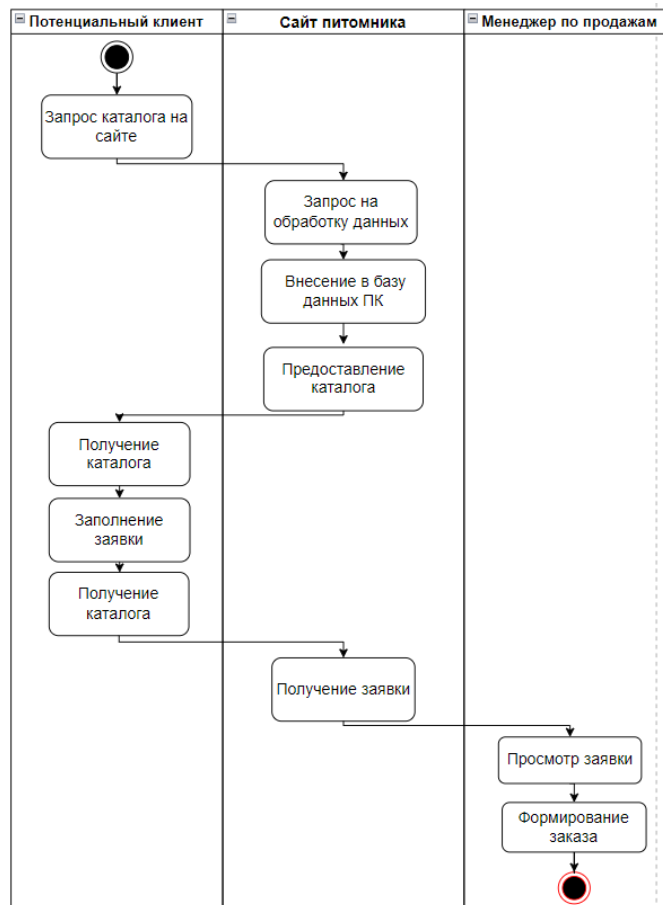 Потенциальный клиент
Сайт питомника
Менеджер по продажам
Запрос каталога на
сайте
Запрос на
обработку данных
Внесение в базу
данных ПК
Предоставление
каталога
Получение
каталога
Заполнение
заявки
Получение
каталога
Получение заявки
Просмотр заявки
Формирование
заказа